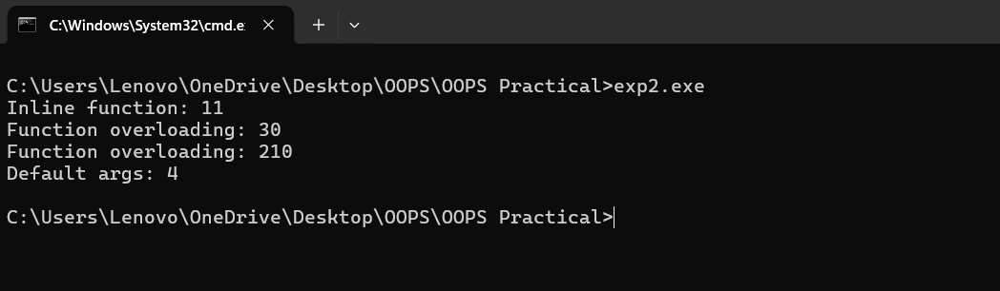 C:\Windows\System32\cmd.e
C:\Users\Lenovo\OneDrive\Desktop\OOPS\OOPS Practical>exp2.exe
Inline function: 11
Function overloading: 30
Function overloading: 210
Default args: 4
C:\Users\Lenovo\OneDrive\Desktop\OOPS\OOPS Practical>